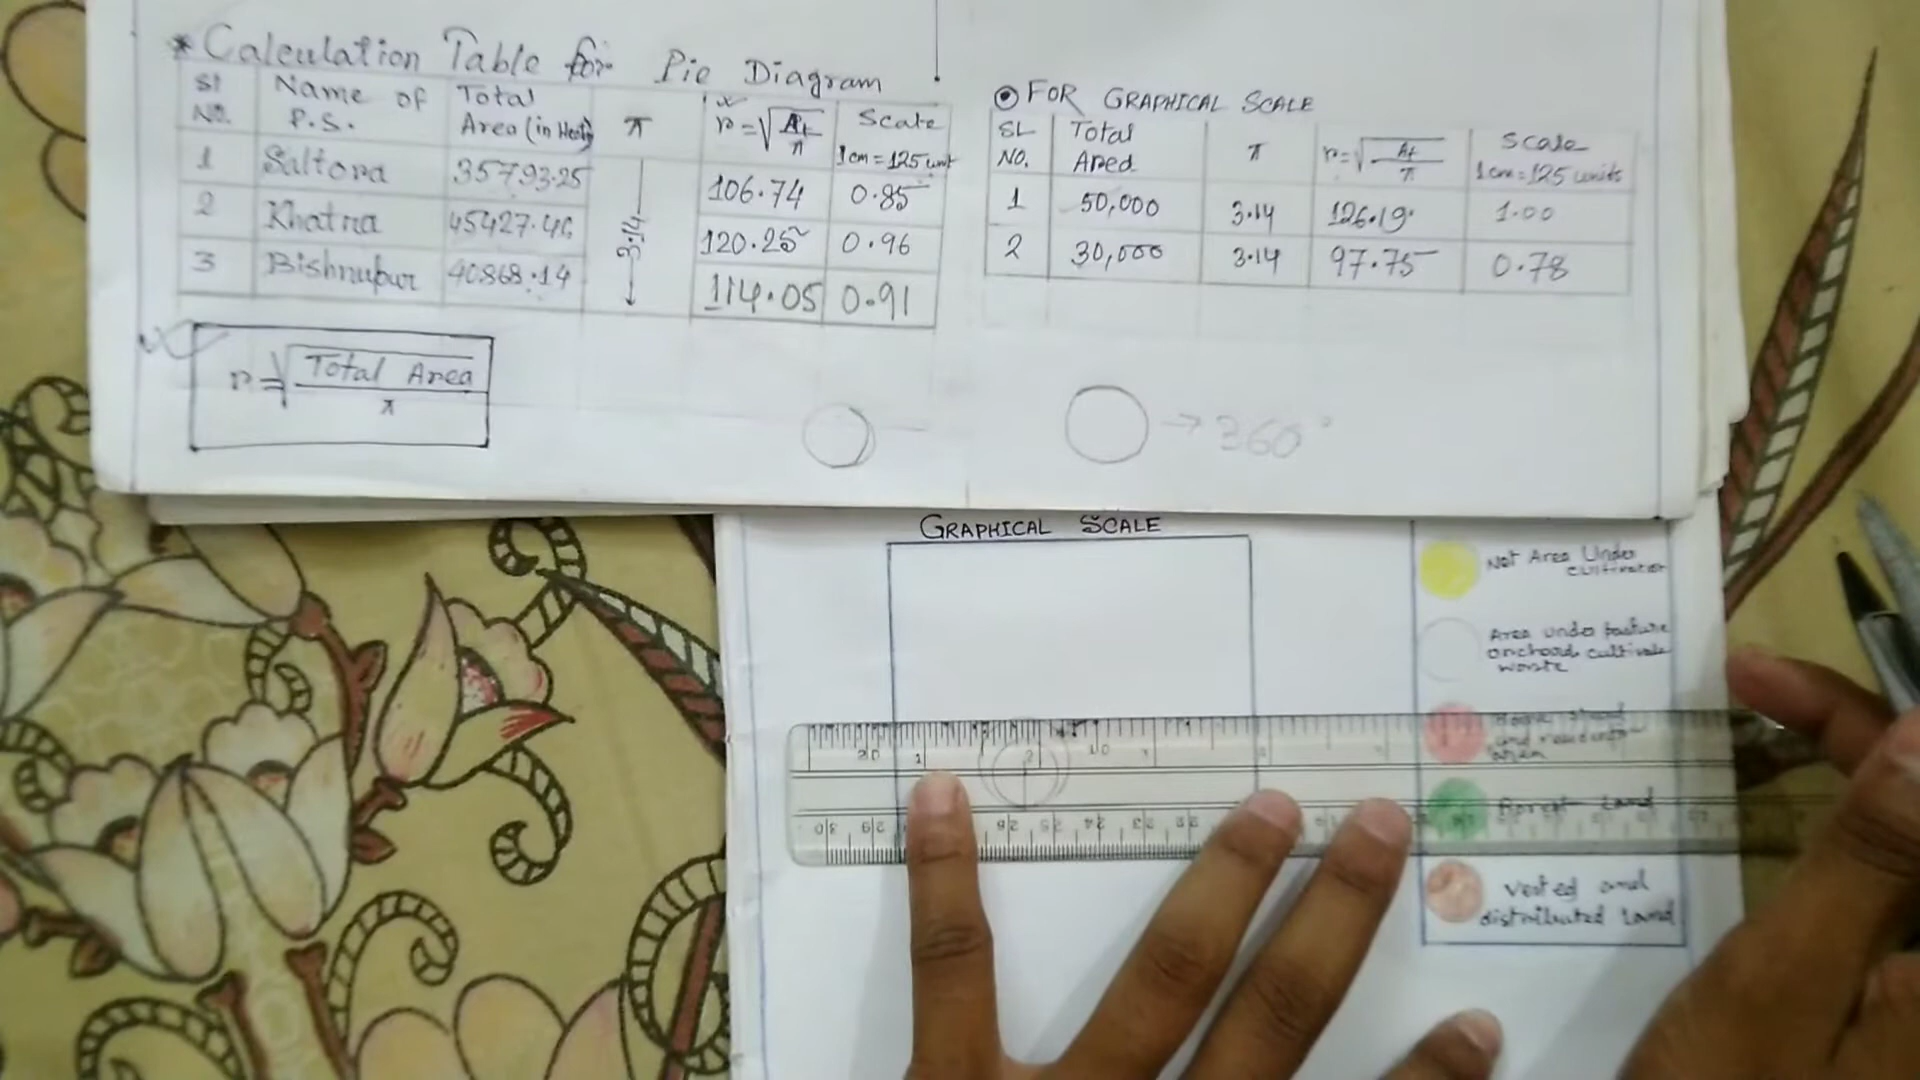 * Calculation Table for Pie Diagram
Sl No. | Name of P.S. | Total Area (in Hect) | π | r=√At/π | Scale 1cm=125 unit
1 | Saltora | 35793.25 | 3.14 | 106.74 | 0.85
2 | Khatra | 45427.46 | 120.25 | 0.96
3 | Bishnupur | 40868.14 | 114.05 | 0.91
r=√Total Area/π
FOR GRAPHICAL SCALE
SL NO. | Total Area | π | r=√At/π | Scale 1cm=125 units
1 | 50,000 | 3.14 | 126.19 | 1.00
2 | 30,000 | 3.14 | 97.75 | 0.78
→ 360°
GRAPHICAL SCALE
Net Area Under
cultivation
Area under pasture
orchard cultivable
waste
Forest Land
Vested and
distributed Land